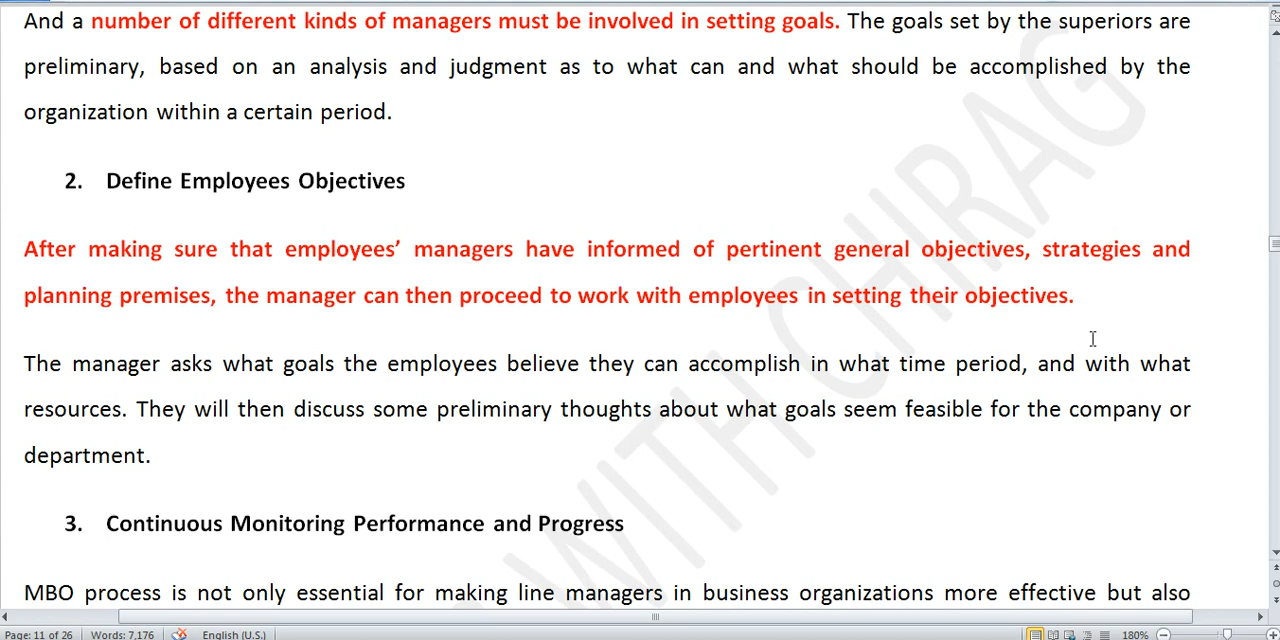 And a number of different kinds of managers must be involved in setting goals. The goals set by the superiors are
preliminary, based on an analysis and judgment as to what can and what should be accomplished by the
organization within a certain period.
2. Define Employees Objectives
After making sure that employees’ managers have informed of pertinent general objectives, strategies and
planning premises, the manager can then proceed to work with employees in setting their objectives.
The manager asks what goals the employees believe they can accomplish in what time period, and with what
resources. They will then discuss some preliminary thoughts about what goals seem feasible for the company or
department.
3. Continuous Monitoring Performance and Progress
MBO process is not only essential for making line managers in business organizations more effective but also
WITH CHIRAG
Page: 11 of 26 Words: 7,176 English (U.S.) 180%